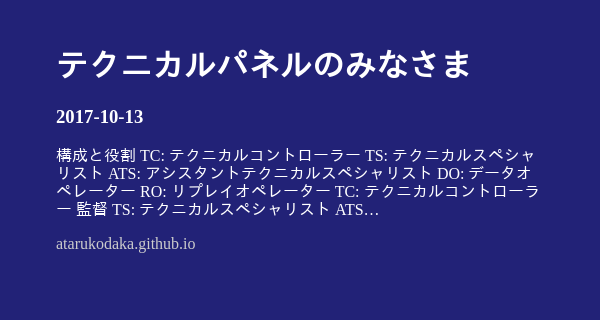 テクニカルパネルのみなさま
2017-10-13
構成と役割 TC: テクニカルコントローラー TS: テクニカルスペシャ
リスト ATS: アシスタントテクニカルスペシャリスト DO: データオ
ペレーター RO: リプレイオペレーター TC: テクニカルコントローラ
ー 監督 TS: テクニカルスペシャリスト ATS…
atarukodaka.github.io